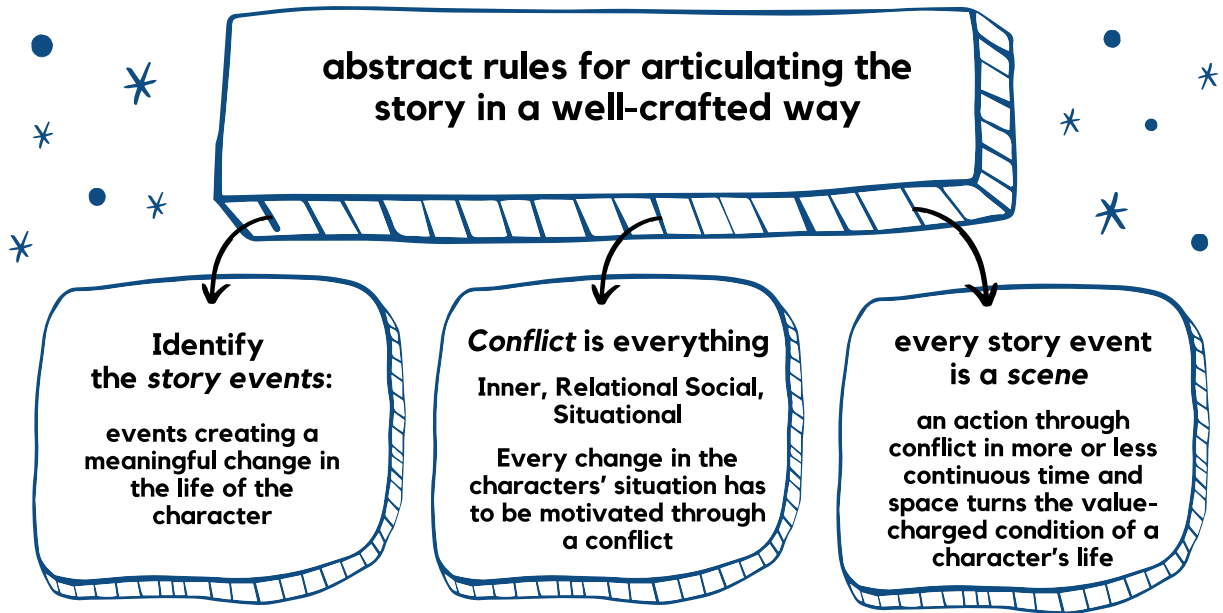 abstract rules for articulating the
story in a well-crafted way
Identify
the story events:
events creating a
meaningful change in
the life of the
character
Conflict is everything
Inner, Relational Social,
Situational
Every change in the
characters' situation has
to be motivated through
a conflict
every story event
is a scene
an action through
conflict in more or less
continuous time and
space turns the value-
charged condition of a
character's life